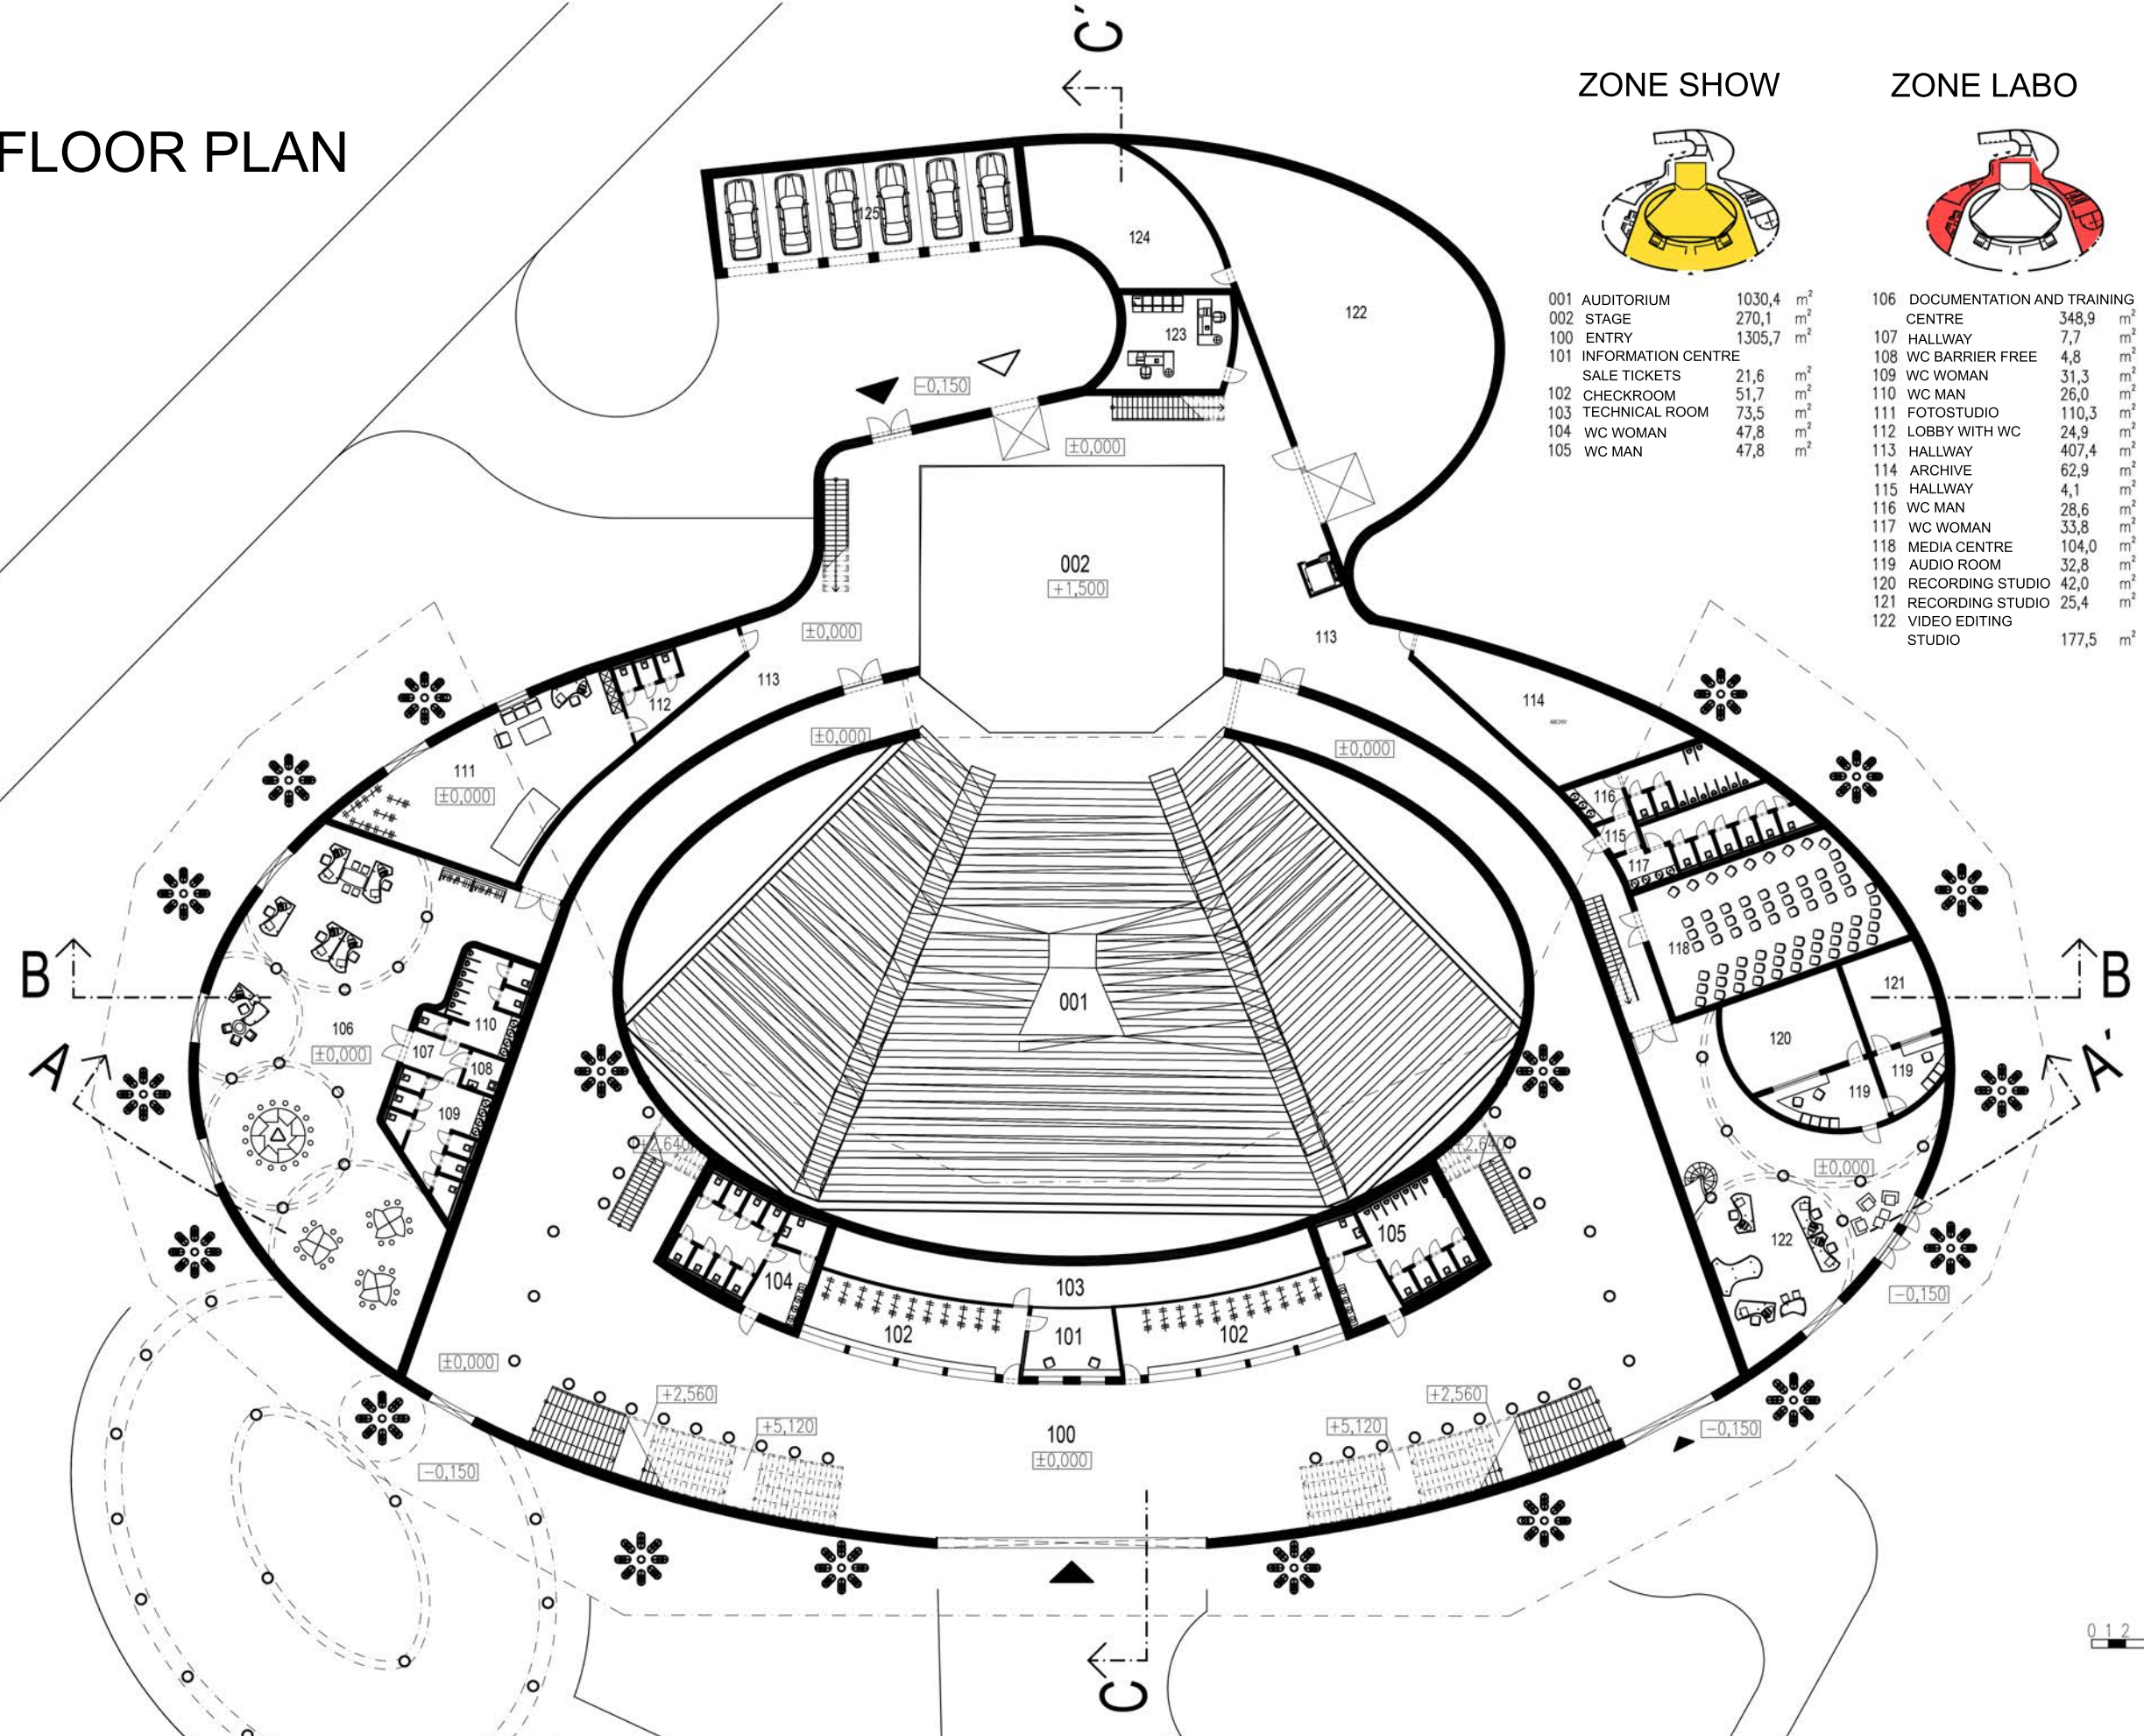 FLOOR PLAN
C´
ZONE SHOW
001 AUDITORIUM 1030,4 m²
002 STAGE 270,1 m²
100 ENTRY 1305,7 m²
101 INFORMATION CENTRE
SALE TICKETS 21,6 m²
102 CHECKROOM 51,7 m²
103 TECHNICAL ROOM 73,5 m²
104 WC WOMAN 47,8 m²
105 WC MAN 47,8 m²
ZONE LABO
106 DOCUMENTATION AND TRAINING
CENTRE 348,9 m²
107 HALLWAY 7,7 m²
108 WC BARRIER FREE 4,8 m²
109 WC WOMAN 31,3 m²
110 WC MAN 26,0 m²
111 FOTOSTUDIO 110,3 m²
112 LOBBY WITH WC 24,9 m²
113 HALLWAY 407,4 m²
114 ARCHIVE 62,9 m²
115 HALLWAY 4,1 m²
116 WC MAN 28,6 m²
117 WC WOMAN 33,8 m²
118 MEDIA CENTRE 104,0 m²
119 AUDIO ROOM 32,8 m²
120 RECORDING STUDIO 42,0 m²
121 RECORDING STUDIO 25,4 m²
122 VIDEO EDITING
STUDIO 177,5 m²
125
124
122
123
−0,150
±0,000
002
+1,500
±0,000
113
113
112
114
ARCHIV
±0,000
±0,000
111
±0,000
116
115
117
118
B
B
121
001
106
±0,000
110
107
108
109
120
119
119
A
A´
+2,640
+2,640
±0,000
105
104
122
103
102
101
102
−0,150
±0,000
+2,560
+5,120
+2,560
+5,120
100
±0,000
−0,150
−0,150
C
0 1 2